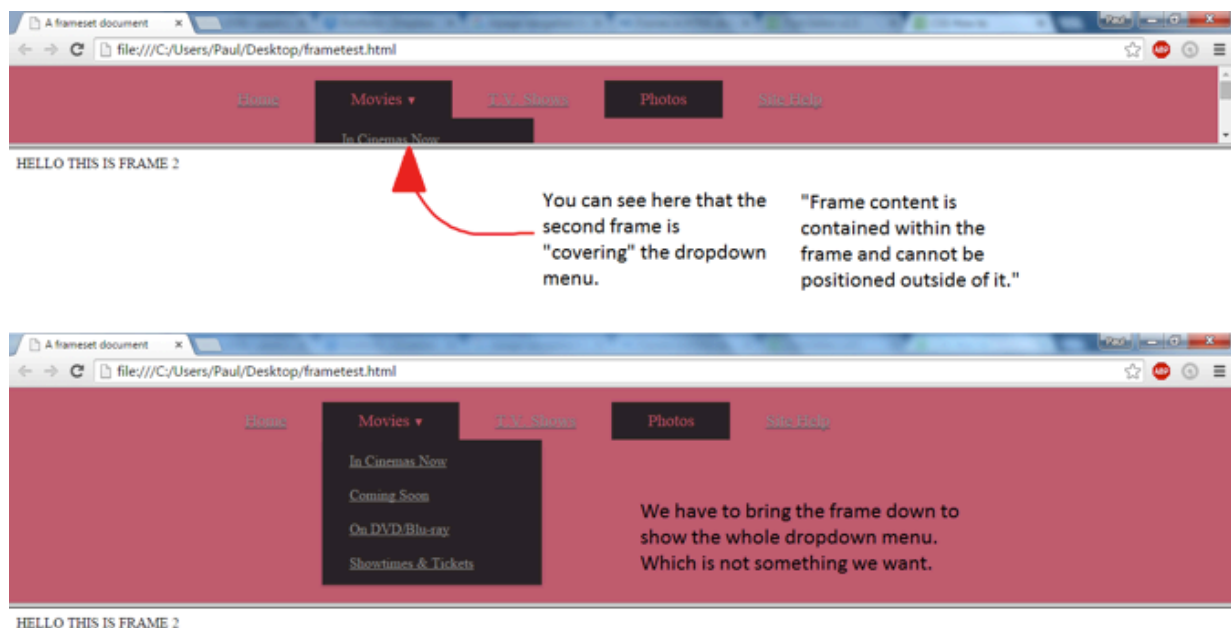 A frameset document
Paul
file:///C:/Users/Paul/Desktop/frametest.html
ABP
Home Movies ▾ T.V. Shows Photos Site Help
In Cinemas Now
HELLO THIS IS FRAME 2
You can see here that the
second frame is
"covering" the dropdown
menu.
"Frame content is
contained within the
frame and cannot be
positioned outside of it."
A frameset document
Paul
file:///C:/Users/Paul/Desktop/frametest.html
ABP
Home Movies ▾ T.V. Shows Photos Site Help
In Cinemas Now
Coming Soon
On DVD/Blu-ray
Showtimes & Tickets
We have to bring the frame down to
show the whole dropdown menu.
Which is not something we want.
HELLO THIS IS FRAME 2